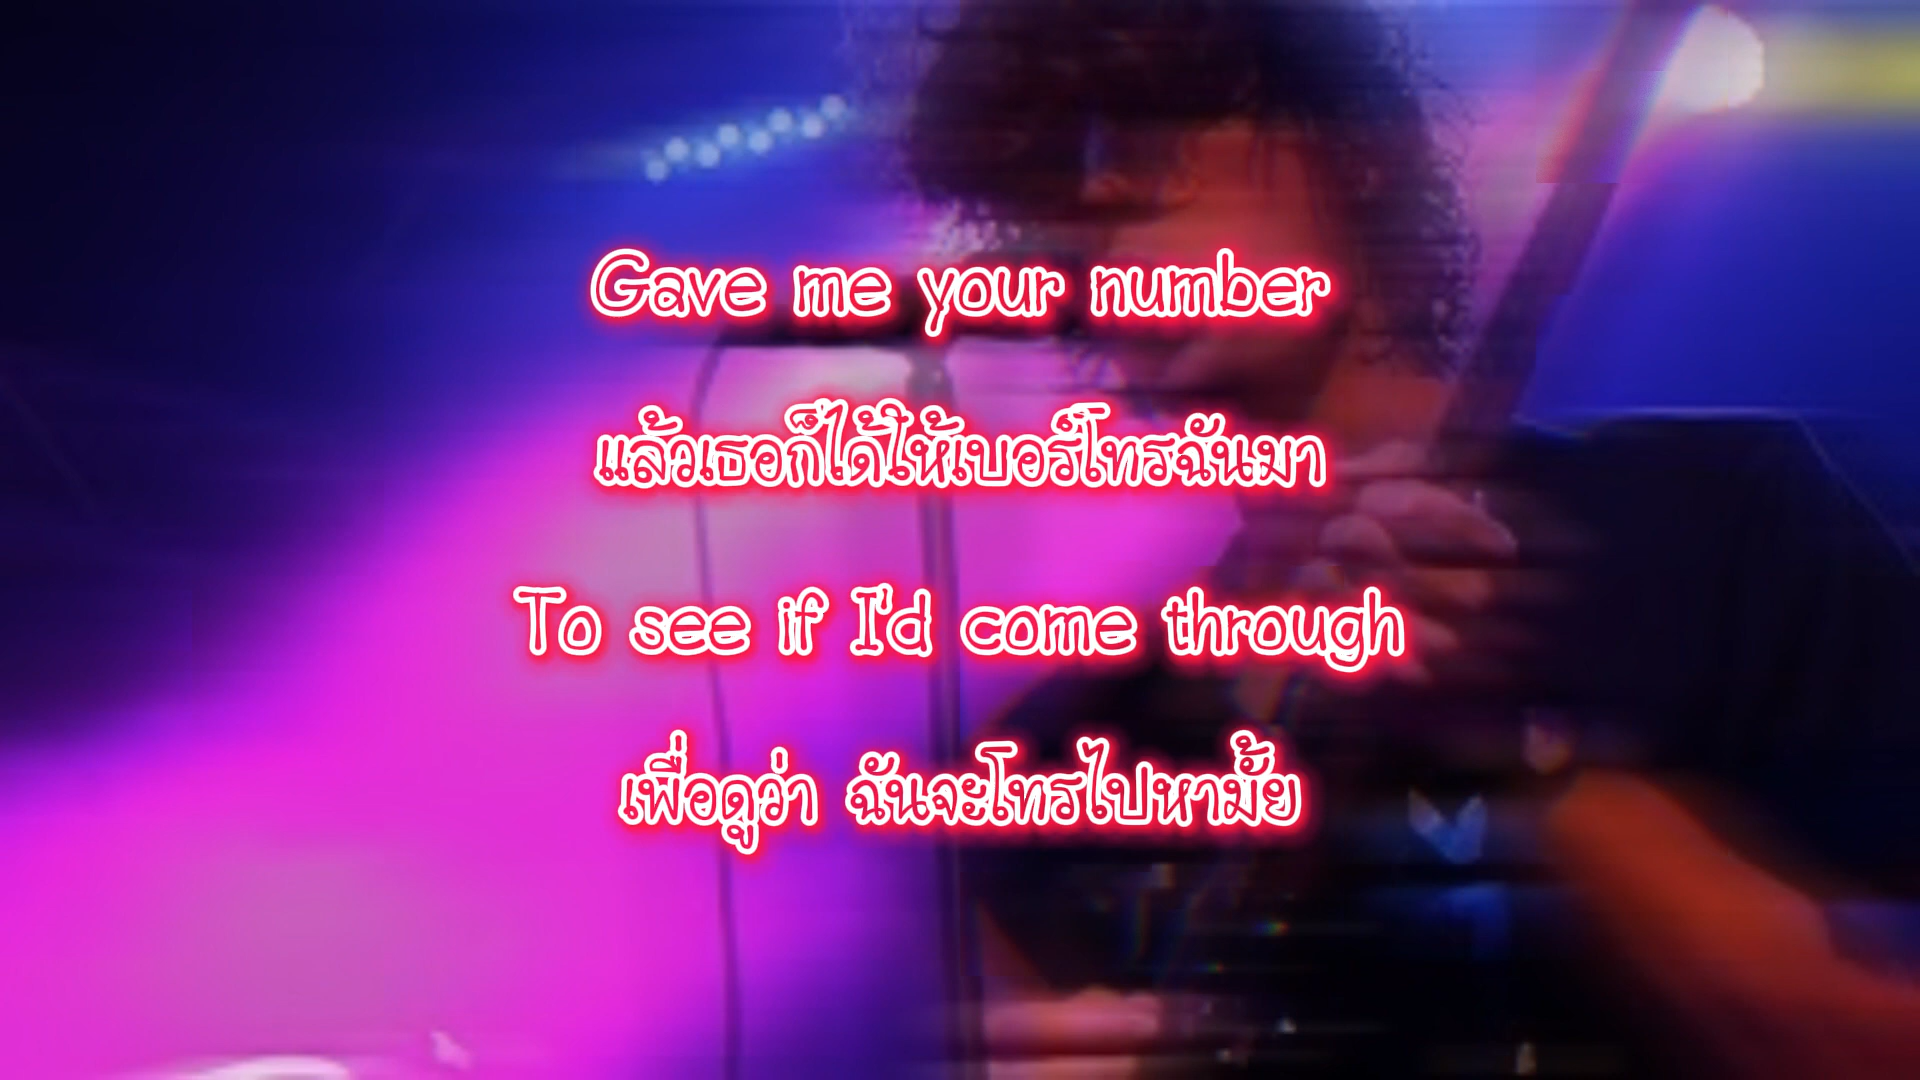 Gave me your number
แล้วเธอก็ได้ให้เบอร์โทรฉันมา
To see if I'd come through
เพื่อดูว่า ฉันจะโทรไปหามั้ย